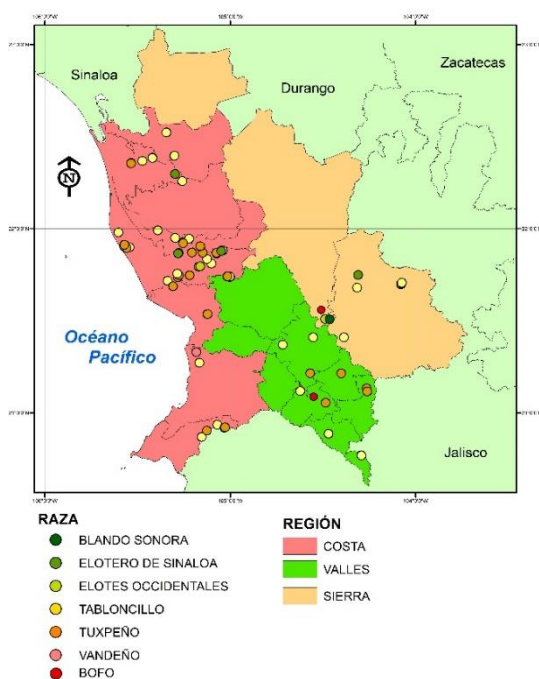 Sinaloa
Durango
Zacatecas
N
Océano
Pacífico
Jalisco
RAZA
BLANDO SONORA
ELOTERO DE SINALOA
ELOTES OCCIDENTALES
TABLONCILLO
TUXPEÑO
VANDEÑO
BOFO
REGIÓN
COSTA
VALLES
SIERRA